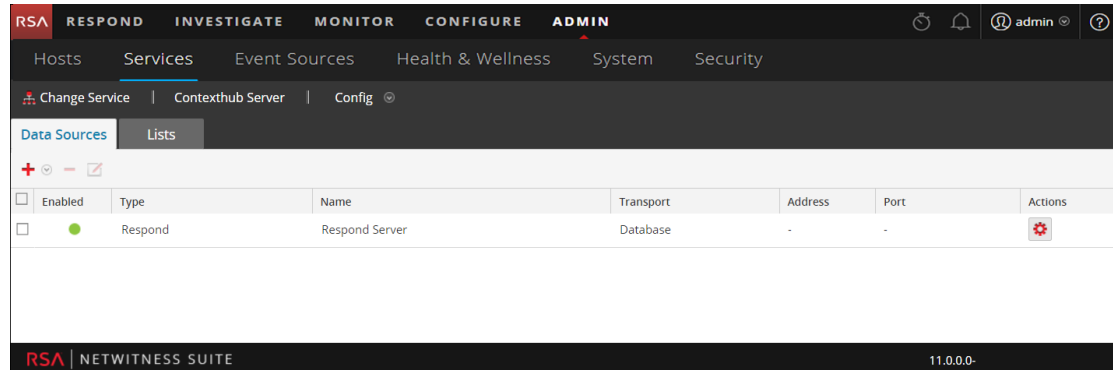 RSA RESPOND INVESTIGATE MONITOR CONFIGURE ADMIN admin ?
Hosts Services Event Sources Health & Wellness System Security
Change Service | Contexthub Server | Config
Data Sources Lists
Enabled Type Name Transport Address Port Actions
Respond Respond Server Database - -
RSA | NETWITNESS SUITE 11.0.0.0-